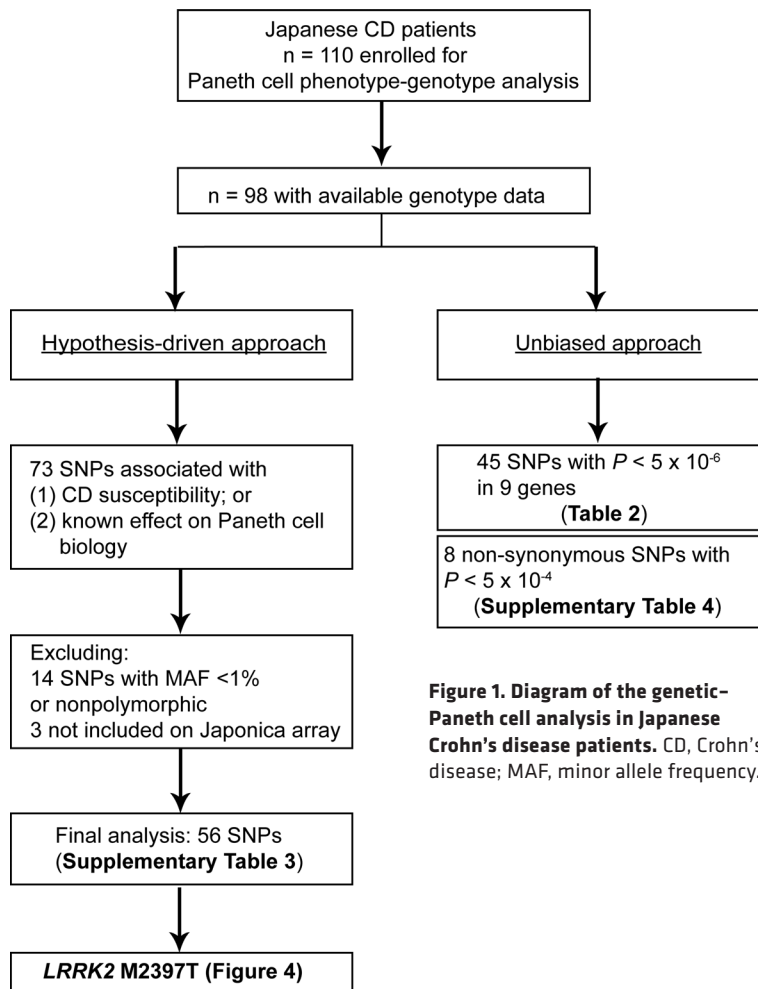 Japanese CD patients
n = 110 enrolled for
Paneth cell phenotype-genotype analysis
n = 98 with available genotype data
Hypothesis-driven approach
73 SNPs associated with
(1) CD susceptibility; or
(2) known effect on Paneth cell
biology
Excluding:
14 SNPs with MAF <1%
or nonpolymorphic
3 not included on Japonica array
Final analysis: 56 SNPs
(Supplementary Table 3)
LRRK2 M2397T (Figure 4)
Unbiased approach
45 SNPs with P < 5 x 10⁻⁶
in 9 genes
(Table 2)
8 non-synonymous SNPs with
P < 5 x 10⁻⁴
(Supplementary Table 4)
Figure 1. Diagram of the genetic–
Paneth cell analysis in Japanese
Crohn’s disease patients. CD, Crohn’s
disease; MAF, minor allele frequency.